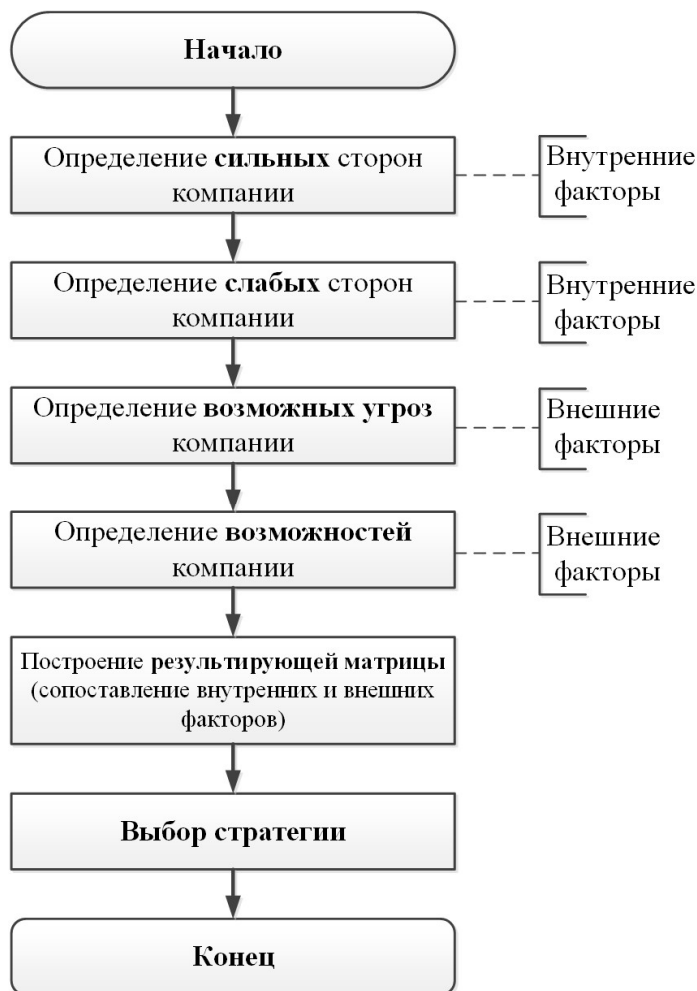 Начало
Определение сильных сторон
компании
Внутренние
факторы
Определение слабых сторон
компании
Внутренние
факторы
Определение возможных угроз
компании
Внешние
факторы
Определение возможностей
компании
Внешние
факторы
Построение результирующей матрицы
(сопоставление внутренних и внешних
факторов)
Выбор стратегии
Конец